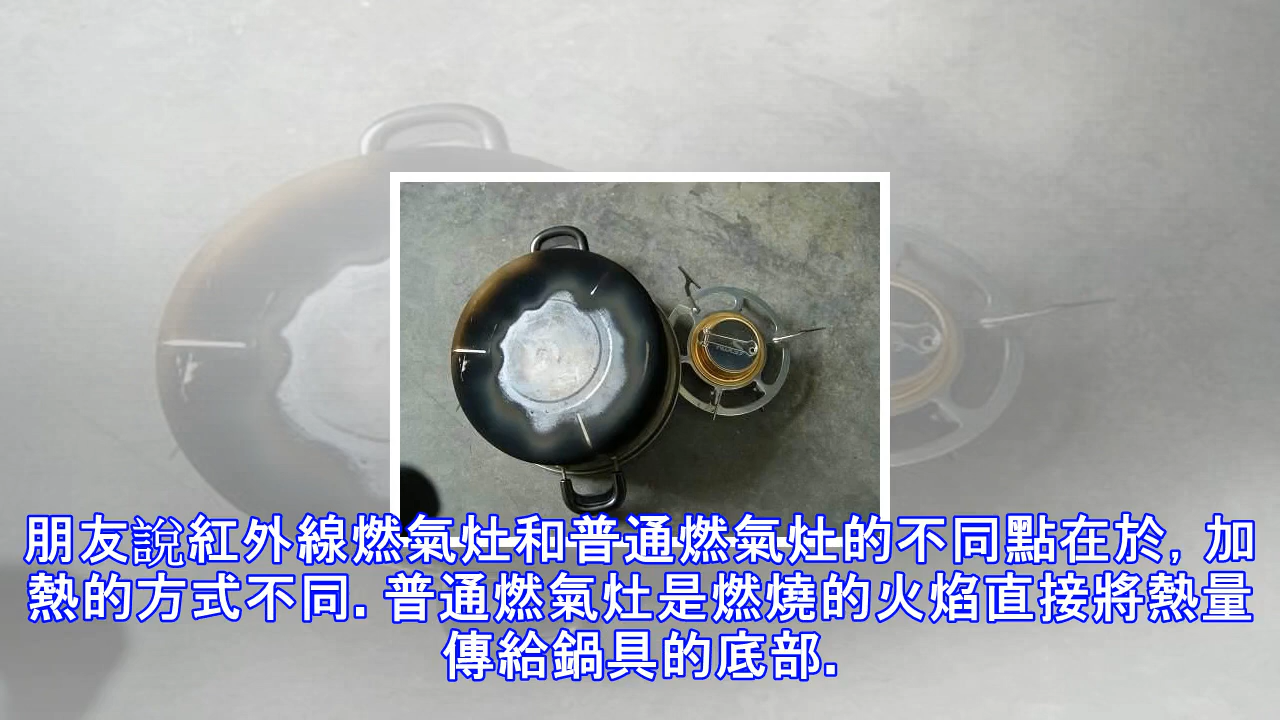 朋友說紅外線燃氣灶和普通燃氣灶的不同點在於, 加
熱的方式不同. 普通燃氣灶是燃燒的火焰直接將熱量
傳給鍋具的底部.